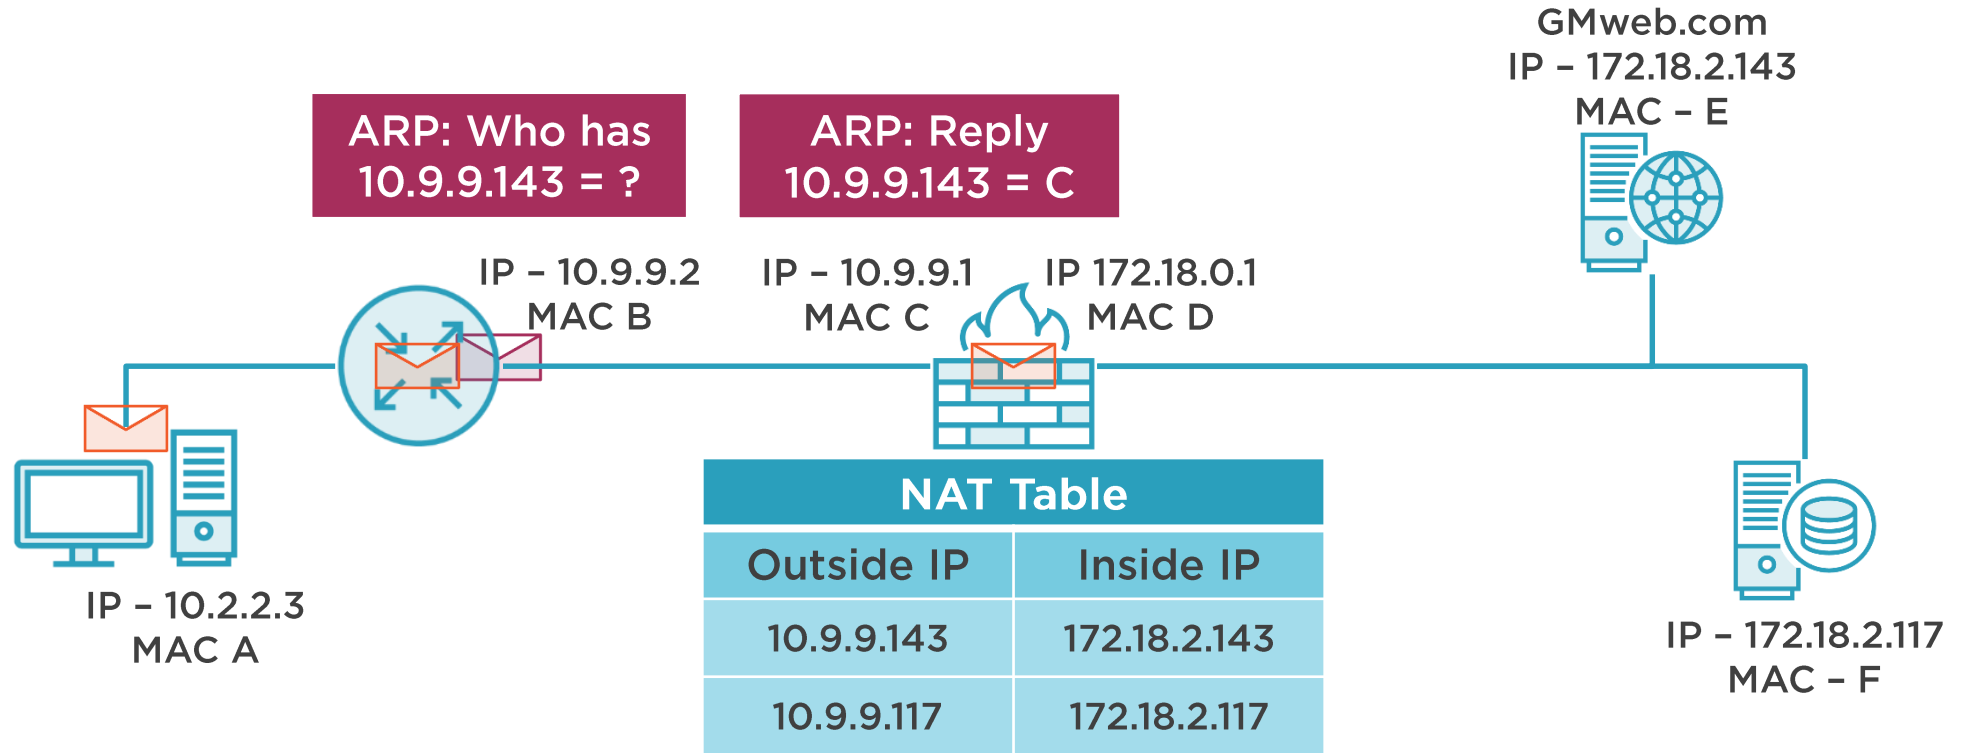 GMweb.com
IP – 172.18.2.143
MAC – E
ARP: Who has
10.9.9.143 = ?
ARP: Reply
10.9.9.143 = C
IP – 10.9.9.2
MAC B
IP – 10.9.9.1
MAC C
IP 172.18.0.1
MAC D
IP – 10.2.2.3
MAC A
NAT Table
Outside IP
Inside IP
10.9.9.143
172.18.2.143
10.9.9.117
172.18.2.117
IP – 172.18.2.117
MAC – F